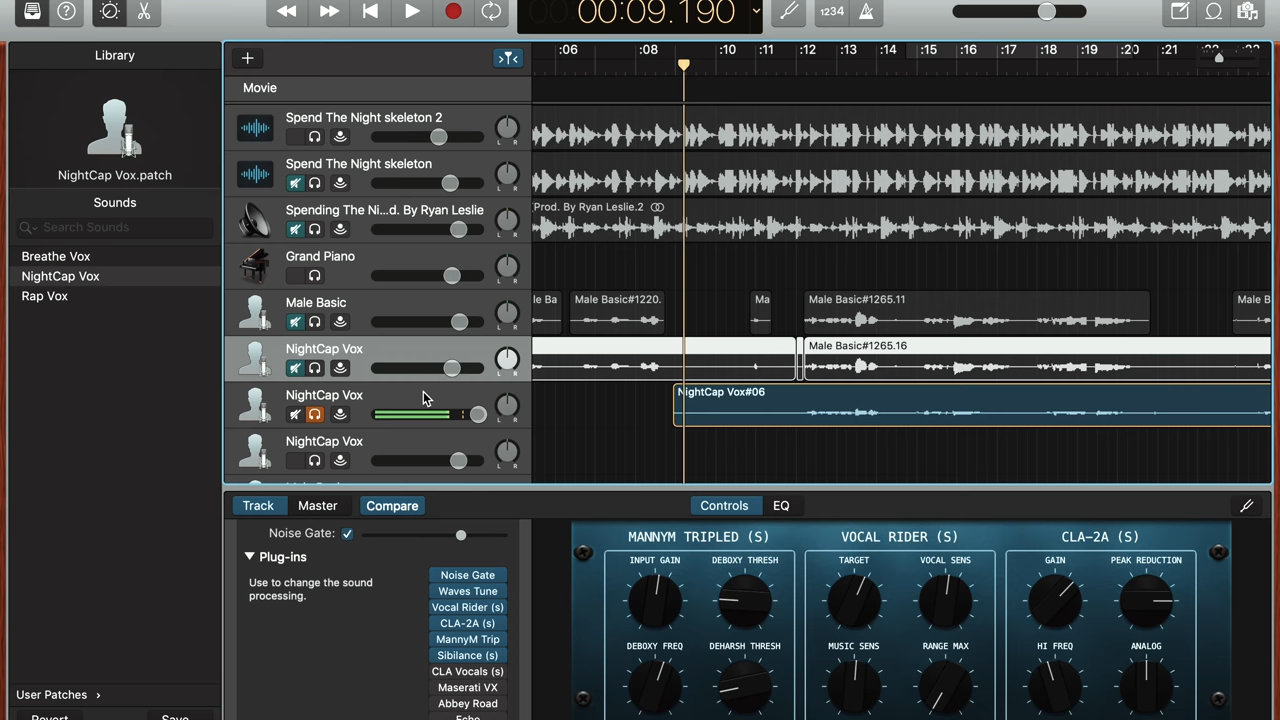 00:09.190
1234
Library
NightCap Vox.patch
Sounds
Search Sounds
Breathe Vox
NightCap Vox
Rap Vox
User Patches
Revert
Save
:06 :08 :10 :11 :12 :13 :14 :15 :16 :17 :18 :19 :20 :21
Movie
Spend The Night skeleton 2
L R
Spend The Night skeleton
L R
Spending The Ni...d. By Ryan Leslie
L R
Prod. By Ryan Leslie.2
Grand Piano
L R
Male Basic
L R
le Ba
Male Basic#1220.
Ma
Male Basic#1265.11
Male B
NightCap Vox
L R
Male Basic#1265.16
NightCap Vox
L R
NightCap Vox#06
NightCap Vox
L R
Track
Master
Compare
Controls
EQ
Noise Gate:
Plug-ins
Use to change the sound
processing.
Noise Gate
Waves Tune
Vocal Rider (s)
CLA-2A (s)
MannyM Trip
Sibilance (s)
CLA Vocals (s)
Maserati VX
Abbey Road
Echo
MANNYM TRIPLED (S)
INPUT GAIN
DEBOXY THRESH
DEBOXY FREQ
DEHARSH THRESH
VOCAL RIDER (S)
TARGET
VOCAL SENS
MUSIC SENS
RANGE MAX
CLA-2A (S)
GAIN
PEAK REDUCTION
HI FREQ
ANALOG